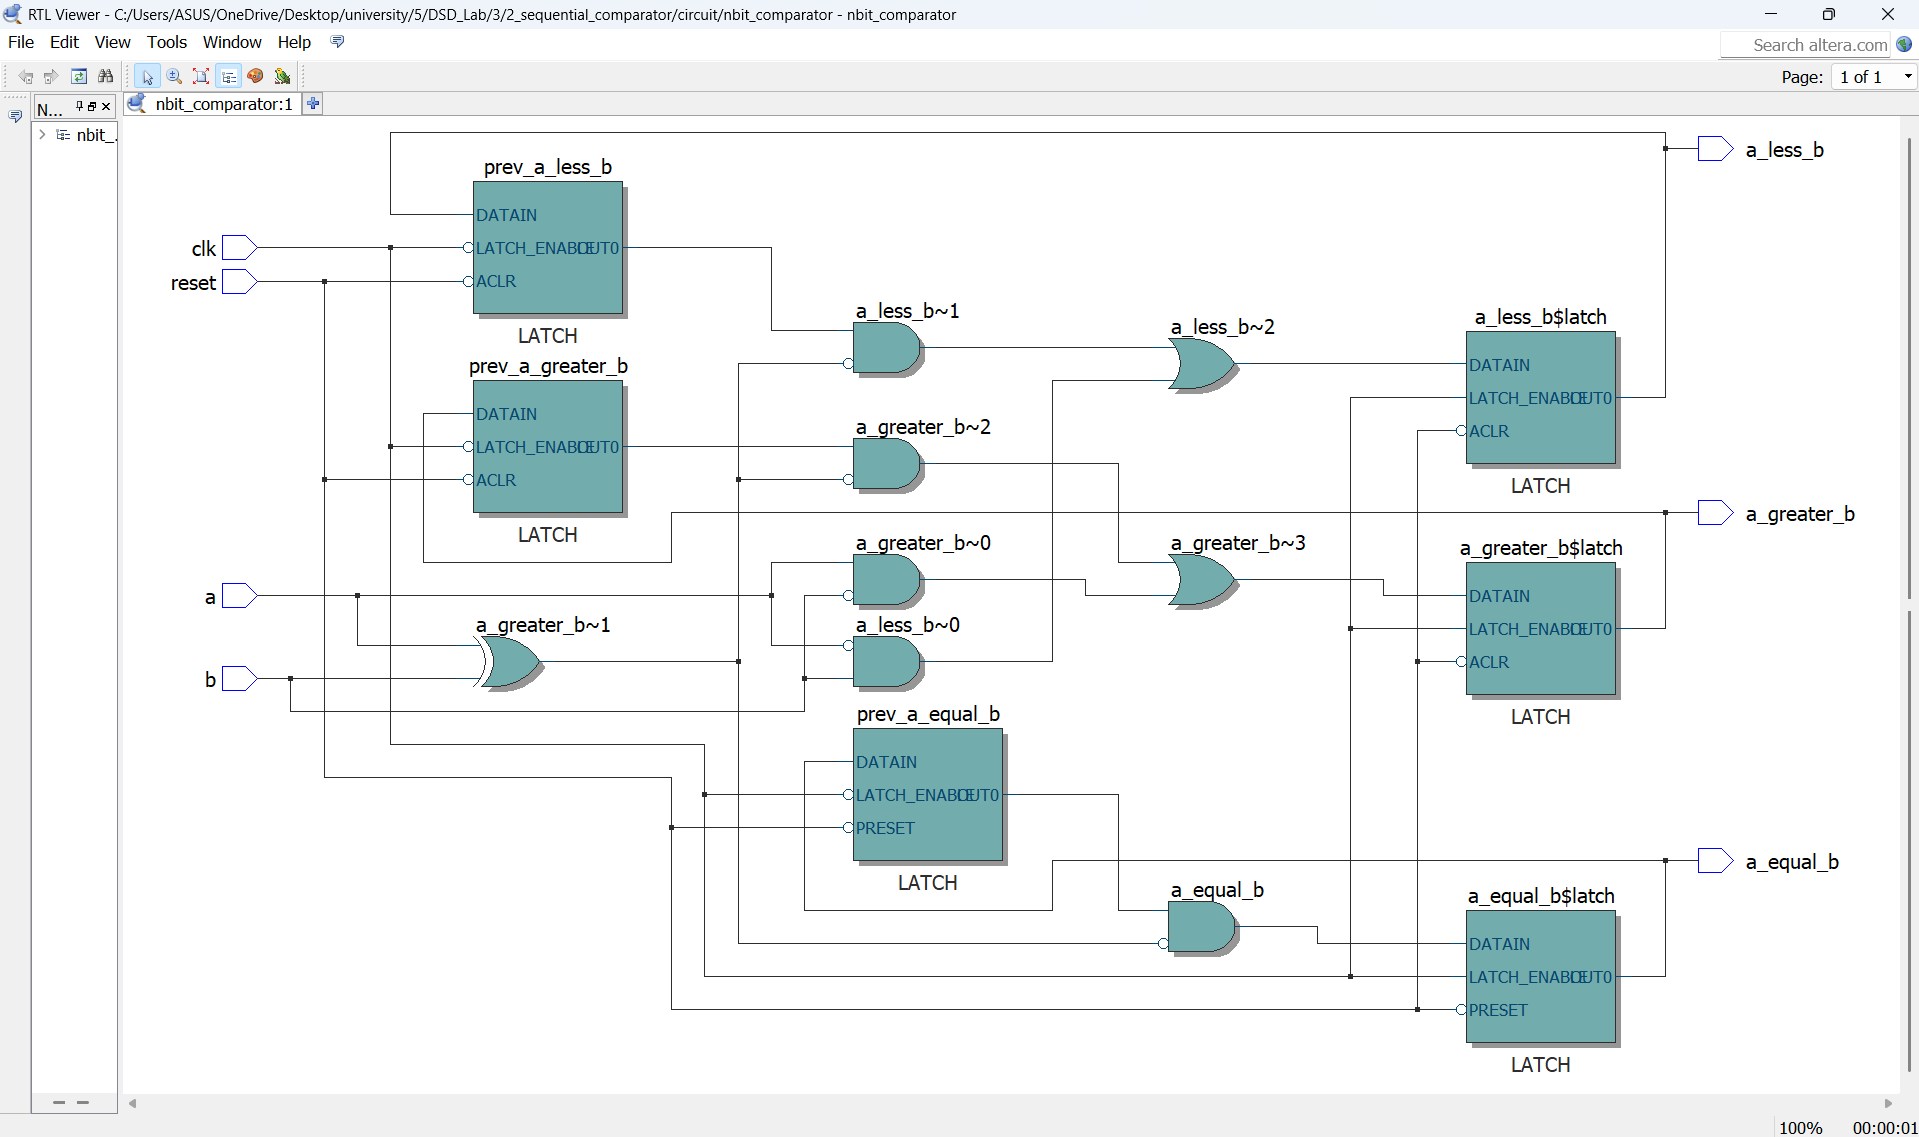 RTL Viewer - C:/Users/ASUS/OneDrive/Desktop/university/5/DSD_Lab/3/2_sequential_comparator/circuit/nbit_comparator - nbit_comparator
File Edit View Tools Window Help
Search altera.com
Page: 1 of 1
N...
nbit_comparator:1
nbit_.
a_less_b
prev_a_less_b
DATAIN
clk
LATCH_ENABLE
OUT0
reset
ACLR
LATCH
prev_a_greater_b
DATAIN
LATCH_ENABLE
OUT0
ACLR
LATCH
a_less_b~1
a_less_b~2
a_less_b$latch
DATAIN
LATCH_ENABLE
OUT0
ACLR
LATCH
a_greater_b~2
a_greater_b
a_greater_b~0
a_greater_b~3
a_greater_b$latch
DATAIN
LATCH_ENABLE
OUT0
ACLR
LATCH
a
a_greater_b~1
a_less_b~0
b
prev_a_equal_b
DATAIN
LATCH_ENABLE
OUT0
PRESET
LATCH
a_equal_b
a_equal_b
a_equal_b$latch
DATAIN
LATCH_ENABLE
OUT0
PRESET
LATCH
100% 00:00:01